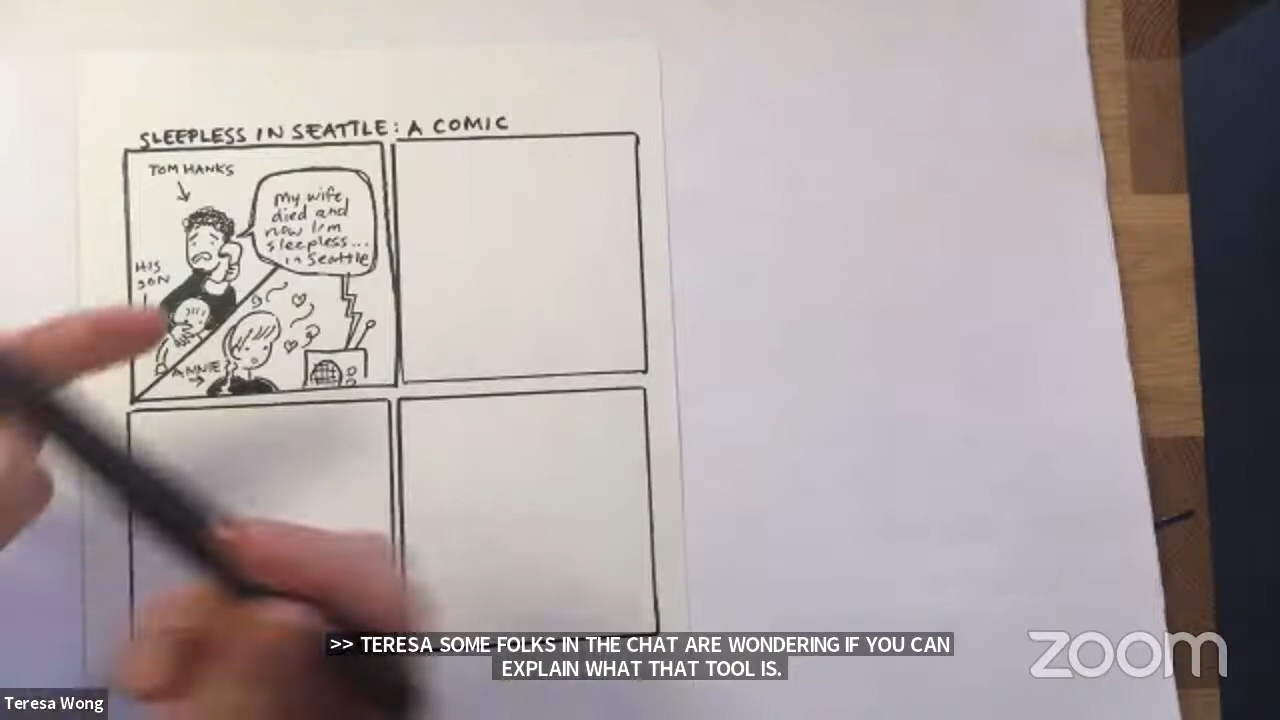 SLEEPLESS IN SEATTLE: A COMIC
TOM HANKS
My wife
died and
now I'm
sleepless...
in Seattle
HIS
SON
ANNIE
>> TERESA SOME FOLKS IN THE CHAT ARE WONDERING IF YOU CAN
EXPLAIN WHAT THAT TOOL IS.
zoom
Teresa Wong